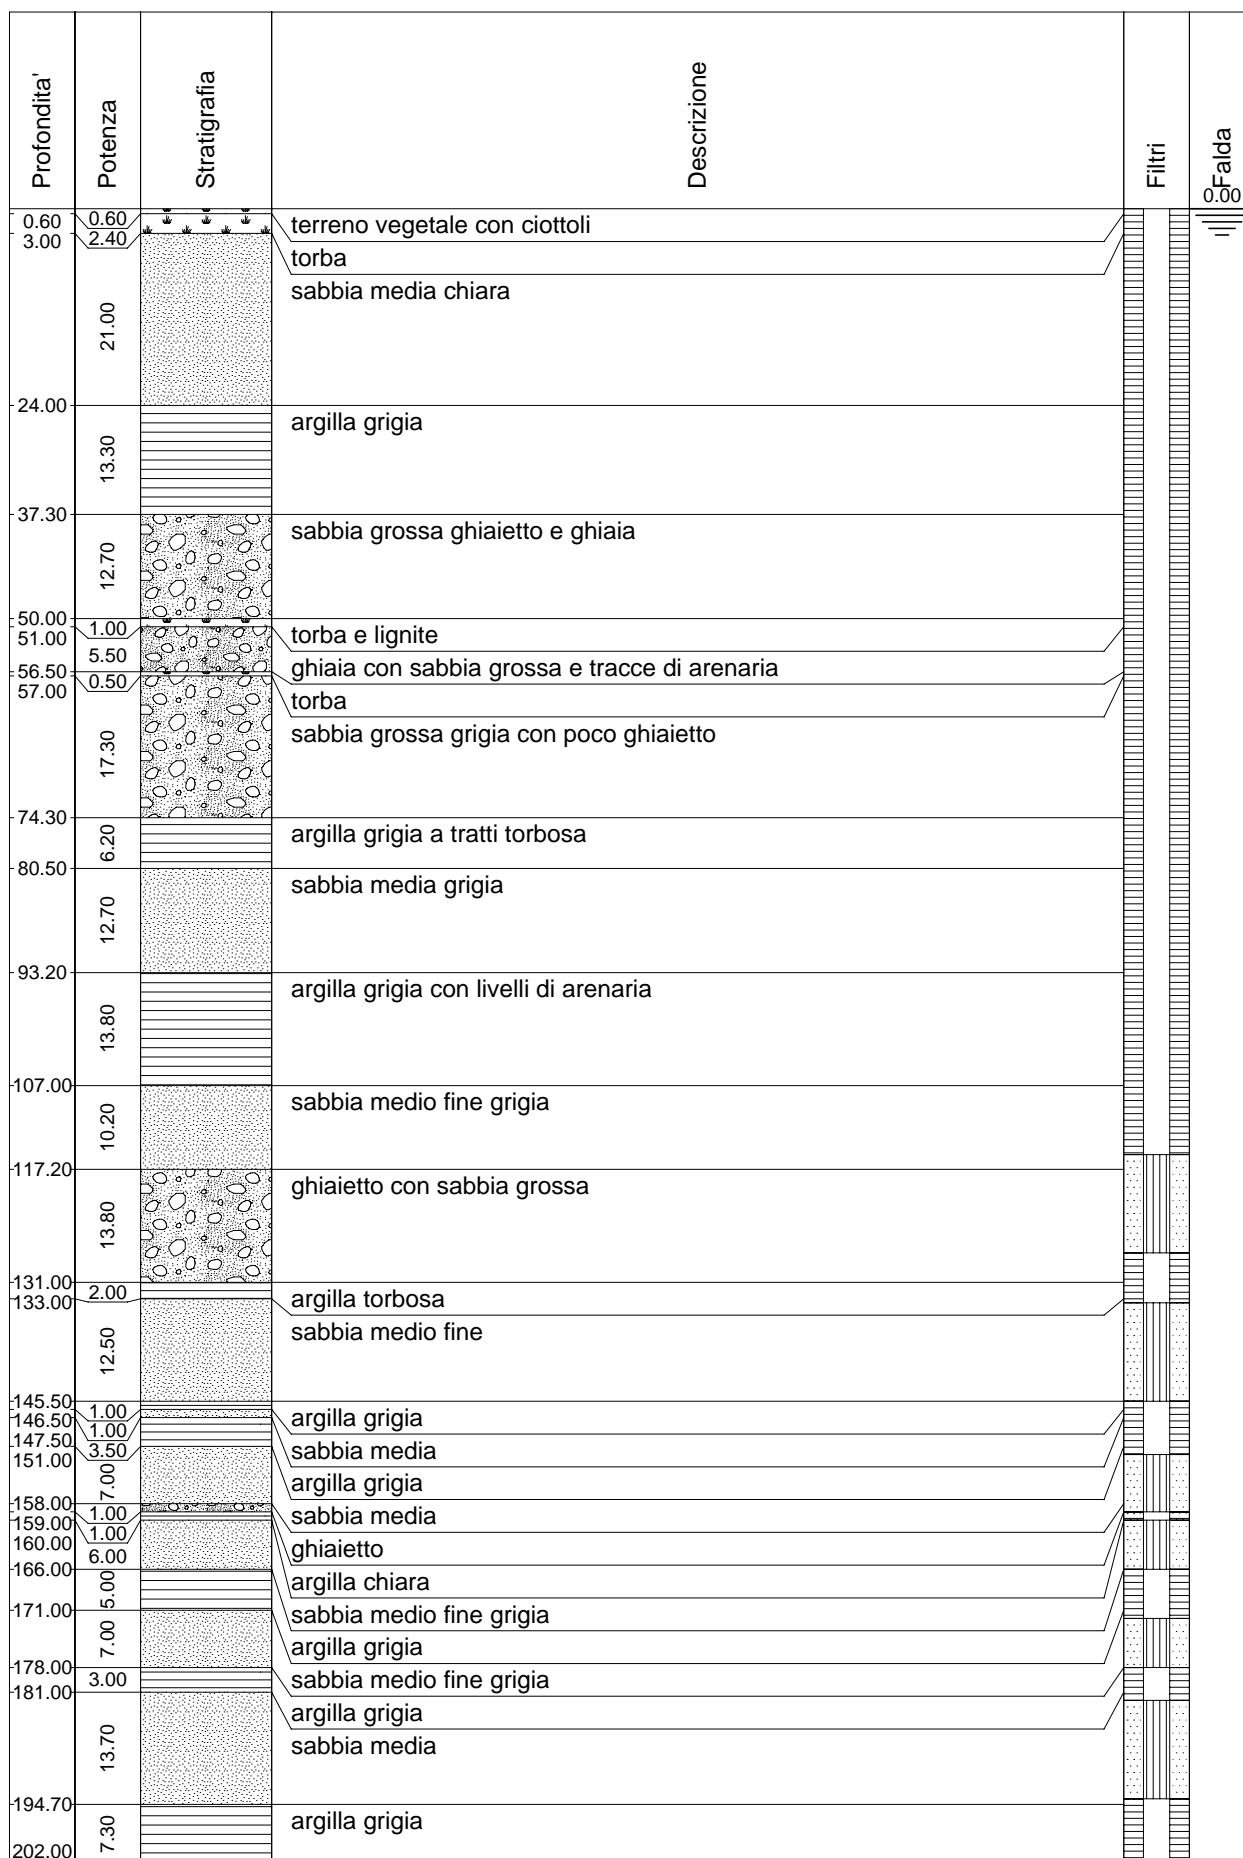 Profondita' Potenza Stratigrafia Descrizione Filtri Falda
0.00
0.60 0.60 terreno vegetale con ciottoli
3.00 2.40 torba
21.00 sabbia media chiara
24.00
13.30 argilla grigia
37.30
12.70 sabbia grossa ghiaietto e ghiaia
50.00
1.00 torba e lignite
51.00
5.50 ghiaia con sabbia grossa e tracce di arenaria
56.50
0.50 torba
57.00
17.30 sabbia grossa grigia con poco ghiaietto
74.30
6.20 argilla grigia a tratti torbosa
80.50
12.70 sabbia media grigia
93.20
13.80 argilla grigia con livelli di arenaria
107.00
10.20 sabbia medio fine grigia
117.20
13.80 ghiaietto con sabbia grossa
131.00
2.00 argilla torbosa
133.00
12.50 sabbia medio fine
145.50
1.00 argilla grigia
146.50
1.00 sabbia media
147.50
3.50 argilla grigia
151.00
7.00 sabbia media
158.00
1.00 ghiaietto
159.00
1.00 argilla chiara
160.00
6.00 sabbia medio fine grigia
166.00
5.00 argilla grigia
171.00
7.00 sabbia medio fine grigia
178.00
3.00 argilla grigia
181.00
13.70 sabbia media
194.70
7.30 argilla grigia
202.00